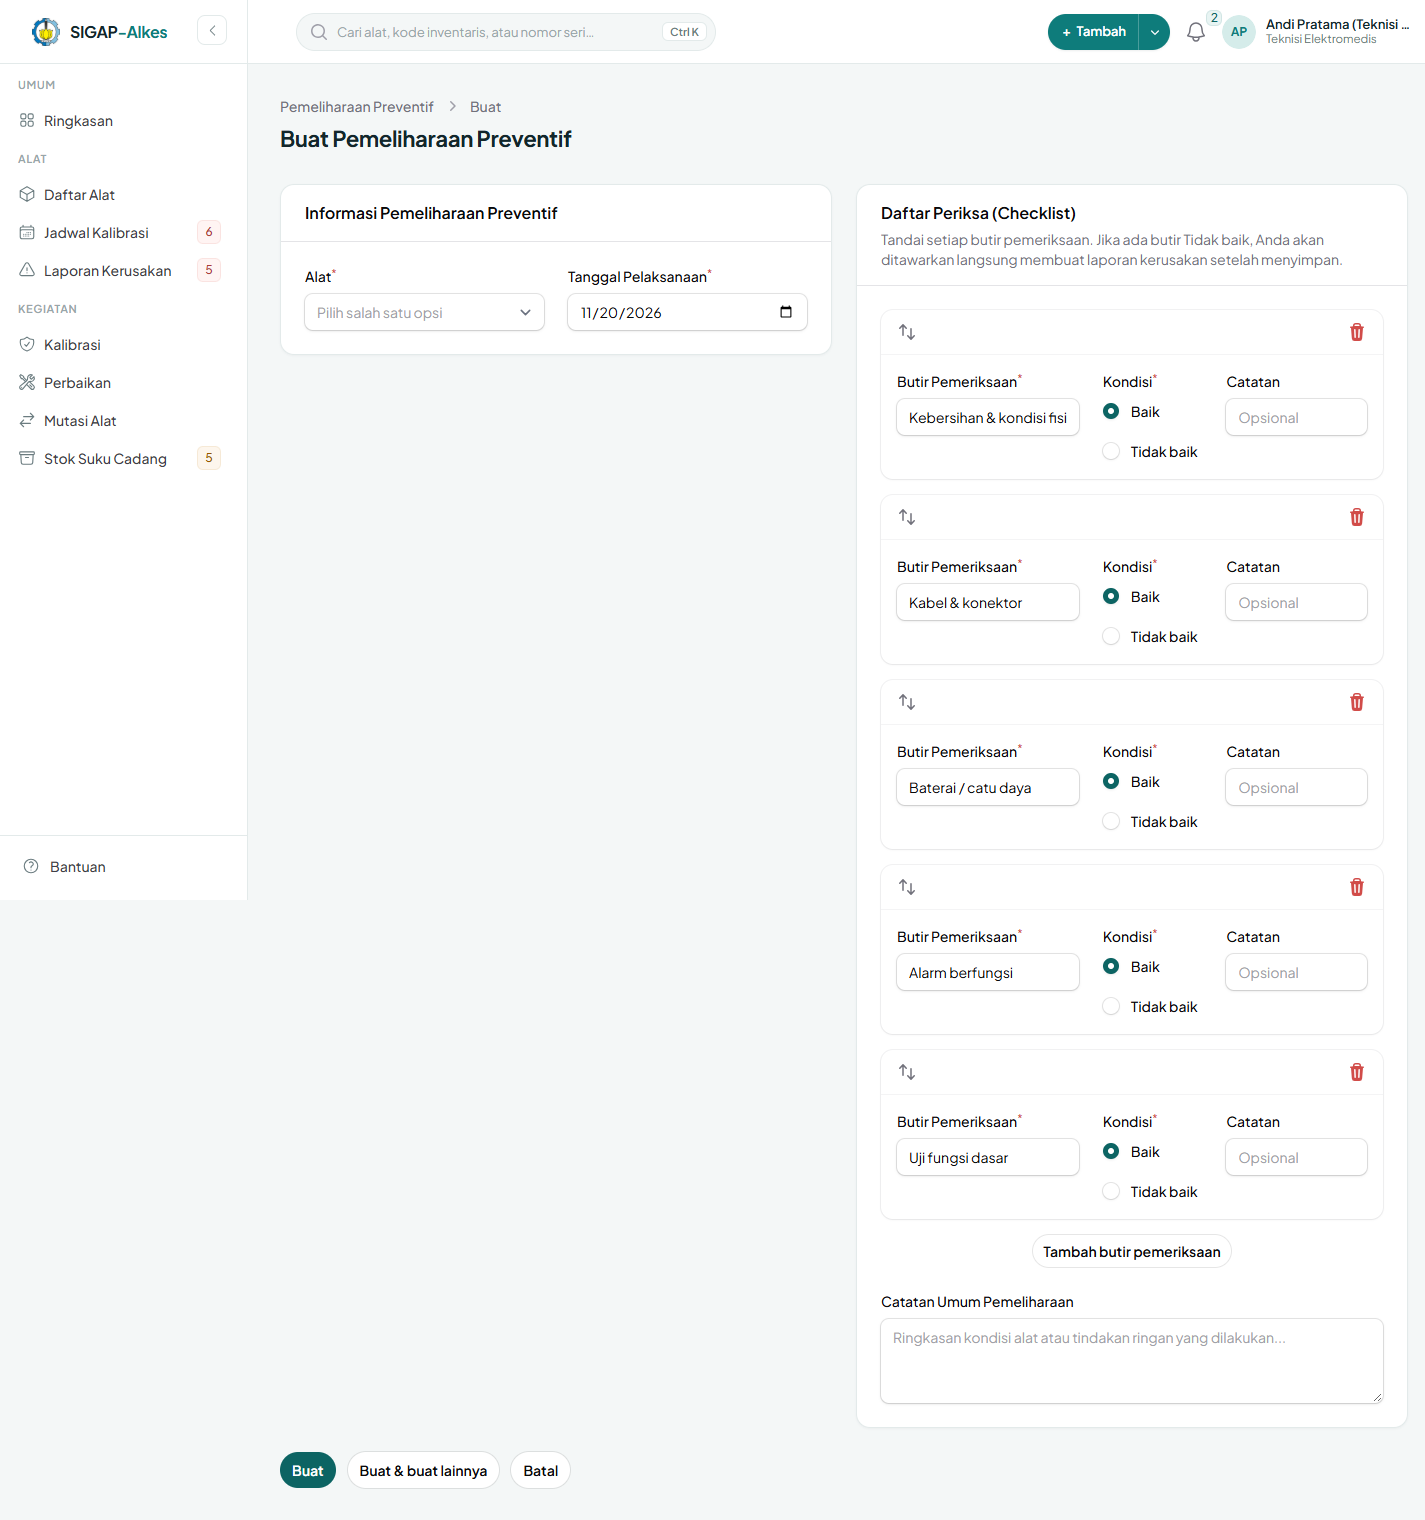 SIGAP-Alkes
Cari alat, kode inventaris, atau nomor seri...
Ctrl K
+ Tambah
2
AP
Andi Pratama (Teknisi ...
Teknisi Elektromedis
UMUM
Ringkasan
ALAT
Daftar Alat
Jadwal Kalibrasi
6
Laporan Kerusakan
5
KEGIATAN
Kalibrasi
Perbaikan
Mutasi Alat
Stok Suku Cadang
5
Bantuan
Pemeliharaan Preventif > Buat
Buat Pemeliharaan Preventif
Informasi Pemeliharaan Preventif
Alat*
Pilih salah satu opsi
Tanggal Pelaksanaan*
11/20/2026
Daftar Periksa (Checklist)
Tandai setiap butir pemeriksaan. Jika ada butir Tidak baik, Anda akan
ditawarkan langsung membuat laporan kerusakan setelah menyimpan.
Butir Pemeriksaan*
Kebersihan & kondisi fisi
Kondisi*
Baik
Tidak baik
Catatan
Opsional
Butir Pemeriksaan*
Kabel & konektor
Kondisi*
Baik
Tidak baik
Catatan
Opsional
Butir Pemeriksaan*
Baterai / catu daya
Kondisi*
Baik
Tidak baik
Catatan
Opsional
Butir Pemeriksaan*
Alarm berfungsi
Kondisi*
Baik
Tidak baik
Catatan
Opsional
Butir Pemeriksaan*
Uji fungsi dasar
Kondisi*
Baik
Tidak baik
Catatan
Opsional
Tambah butir pemeriksaan
Catatan Umum Pemeliharaan
Ringkasan kondisi alat atau tindakan ringan yang dilakukan...
Buat
Buat & buat lainnya
Batal